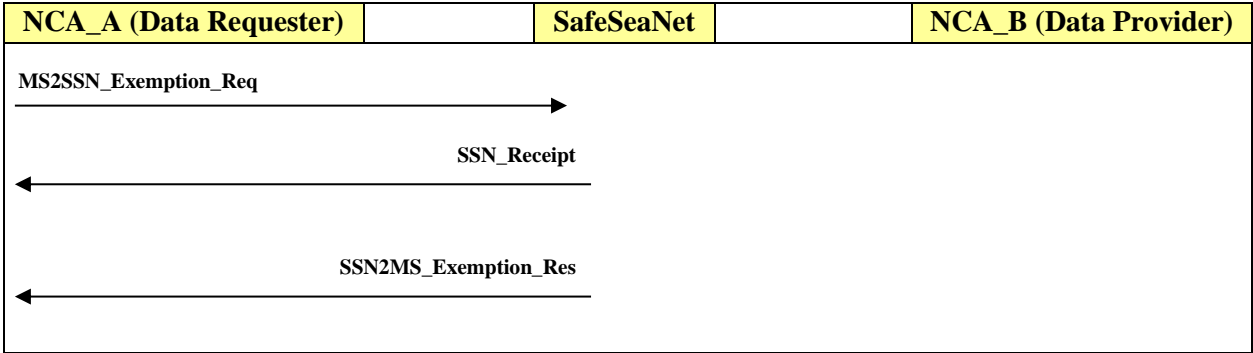 NCA_A (Data Requester) SafeSeaNet NCA_B (Data Provider)
MS2SSN_Exemption_Req
SSN_Receipt
SSN2MS_Exemption_Res